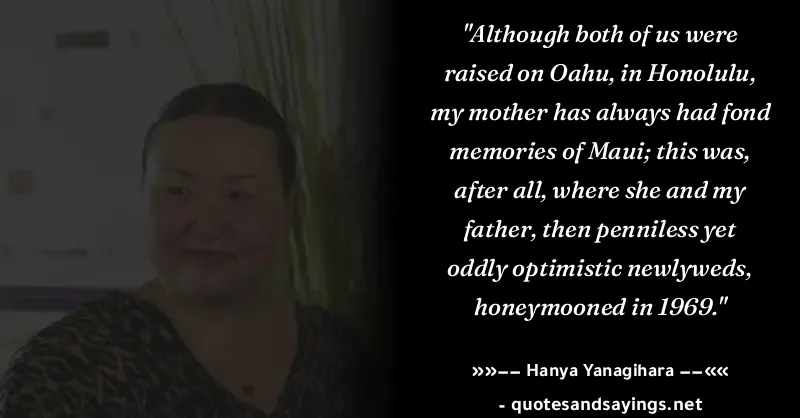 "Although both of us were
raised on Oahu, in Honolulu,
my mother has always had fond
memories of Maui; this was,
after all, where she and my
father, then penniless yet
oddly optimistic newlyweds,
honeymooned in 1969."
»»–– Hanya Yanagihara ––««
- quotesandsayings.net